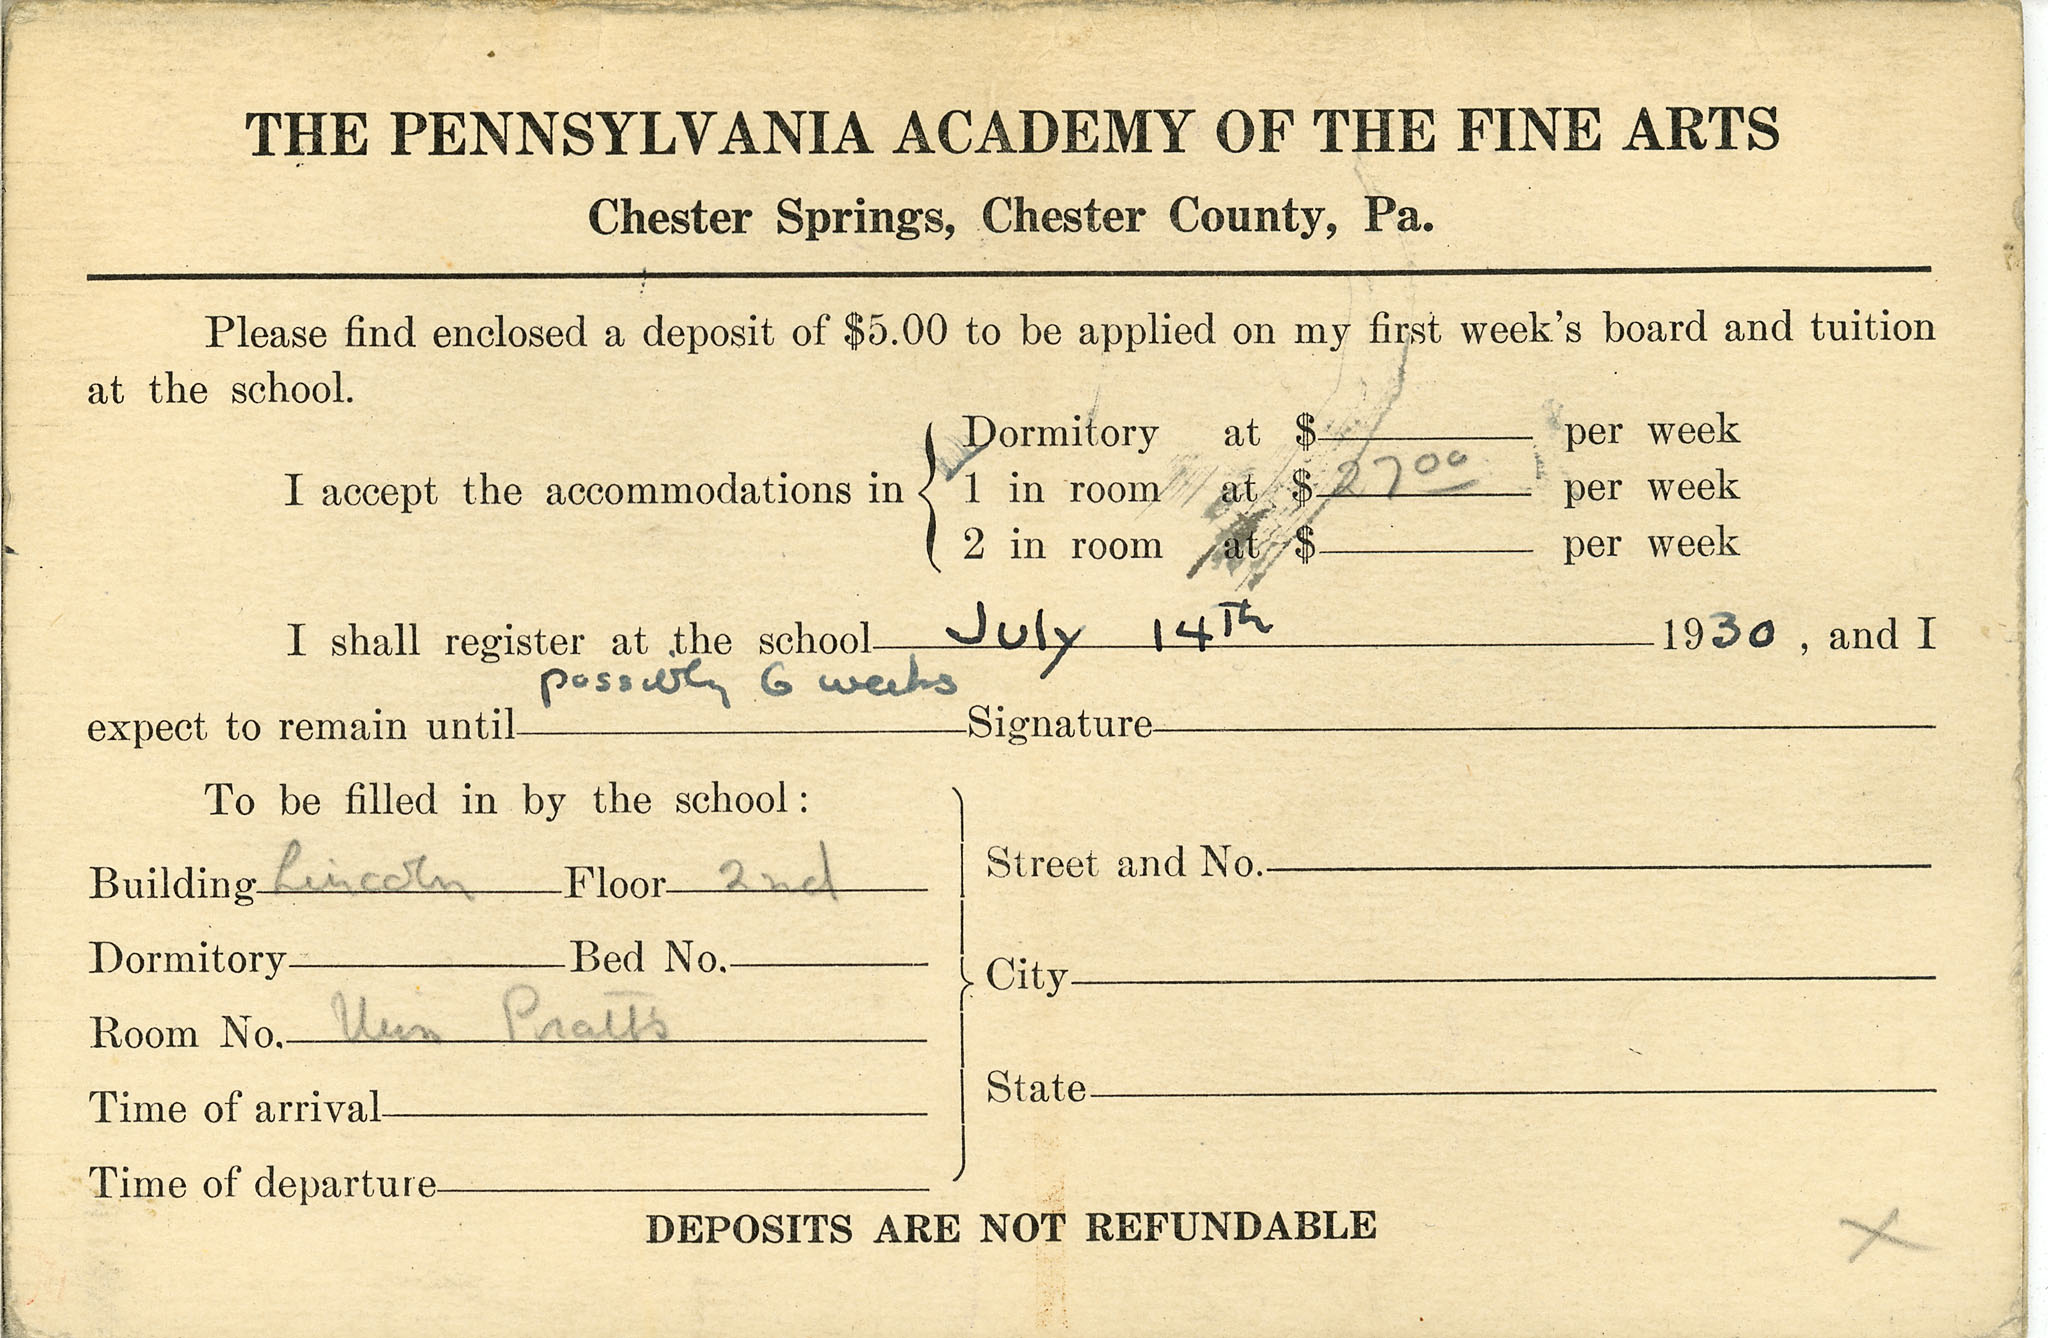 THE PENNSYLVANIA ACADEMY OF THE FINE ARTS
Chester Springs, Chester County, Pa.
Please find enclosed a deposit of $5.00 to be applied on my first week's board and tuition
at the school.
I accept the accommodations in
Dormitory at $ per week
1 in room at $ 27 00 per week
2 in room at $ per week
I shall register at the school July 14th 1930, and I
possibly 6 weeks
expect to remain until Signature
To be filled in by the school:
Building Lincoln Floor 2nd
Dormitory Bed No.
Room No. Pratt's
Time of arrival
Time of departure
Street and No.
City
State
DEPOSITS ARE NOT REFUNDABLE
X